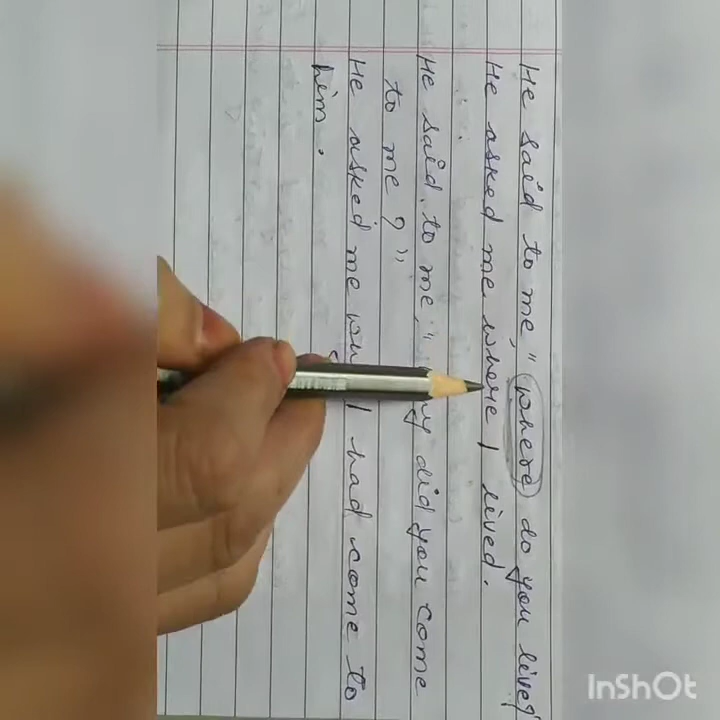 He said to me, "where do you live?
He asked me where I lived.
He said to me, " did you come
to me?"
He asked me I had come to
him.
InShOt